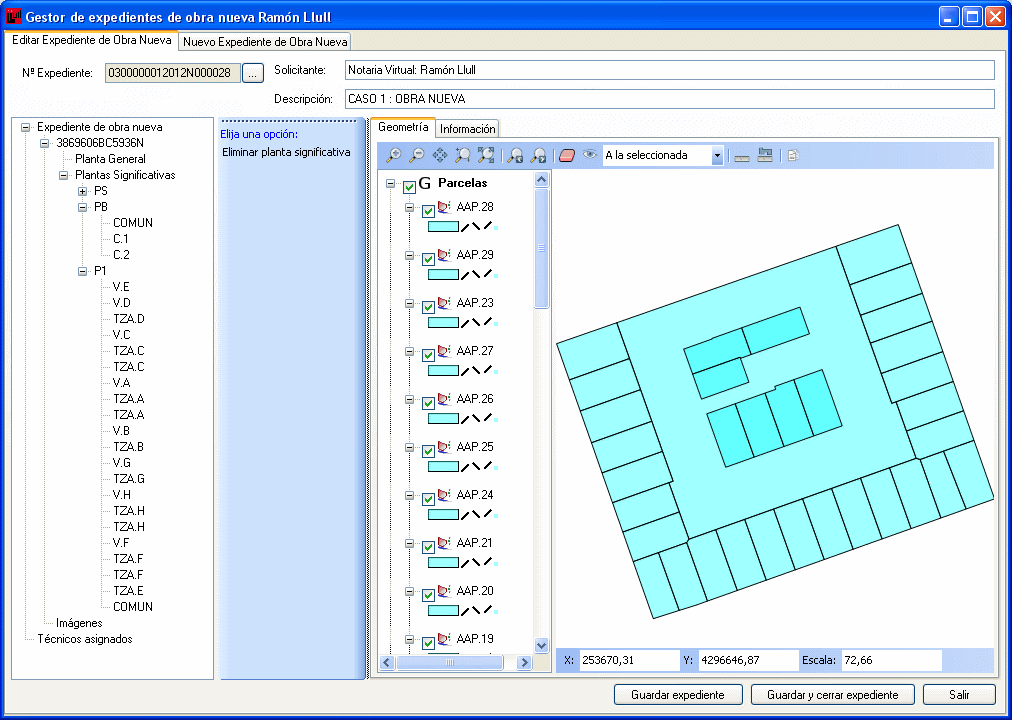 Gestor de expedientes de obra nueva Ramón Llull
Editar Expediente de Obra Nueva
Nuevo Expediente de Obra Nueva
Nº Expediente:
0300000012012N000028
...
Solicitante:
Notaria Virtual: Ramón Llull
Descripción:
CASO 1 : OBRA NUEVA
Expediente de obra nueva
3869606BC5936N
Planta General
Plantas Significativas
PS
PB
COMUN
C.1
C.2
P1
V.E
V.D
TZA.D
V.C
TZA.C
TZA.C
V.A
TZA.A
TZA.A
V.B
TZA.B
V.G
TZA.G
V.H
TZA.H
TZA.H
V.F
TZA.F
TZA.F
TZA.E
COMUN
Imágenes
Técnicos asignados
Elija una opción:
Eliminar planta significativa
Geometría
Información
A la seleccionada
G Parcelas
AAP.28
AAP.29
AAP.23
AAP.27
AAP.26
AAP.25
AAP.24
AAP.21
AAP.20
AAP.19
X: 253670,31
Y: 4296646,87
Escala: 72,66
Guardar expediente
Guardar y cerrar expediente
Salir